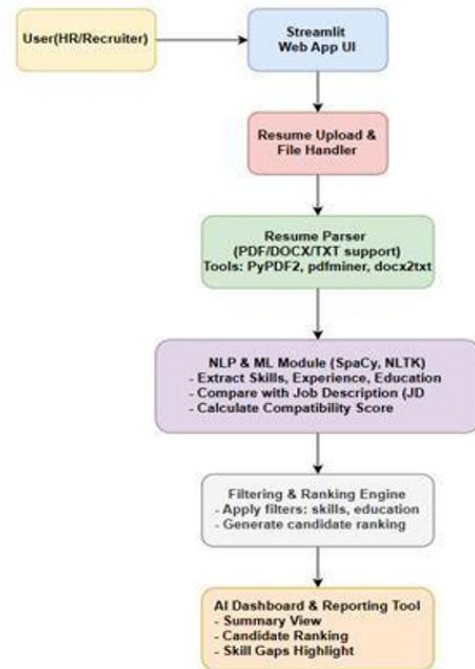 User(HR/Recruiter)
Streamlit
Web App UI
Resume Upload &
File Handler
Resume Parser
(PDF/DOCX/TXT support)
Tools: PyPDF2, pdfminer, docx2txt
NLP & ML Module (SpaCy, NLTK)
- Extract Skills, Experience, Education
- Compare with Job Description (JD
- Calculate Compatibility Score
Filtering & Ranking Engine
- Apply filters: skills, education
- Generate candidate ranking
AI Dashboard & Reporting Tool
- Summary View
- Candidate Ranking
- Skill Gaps Highlight